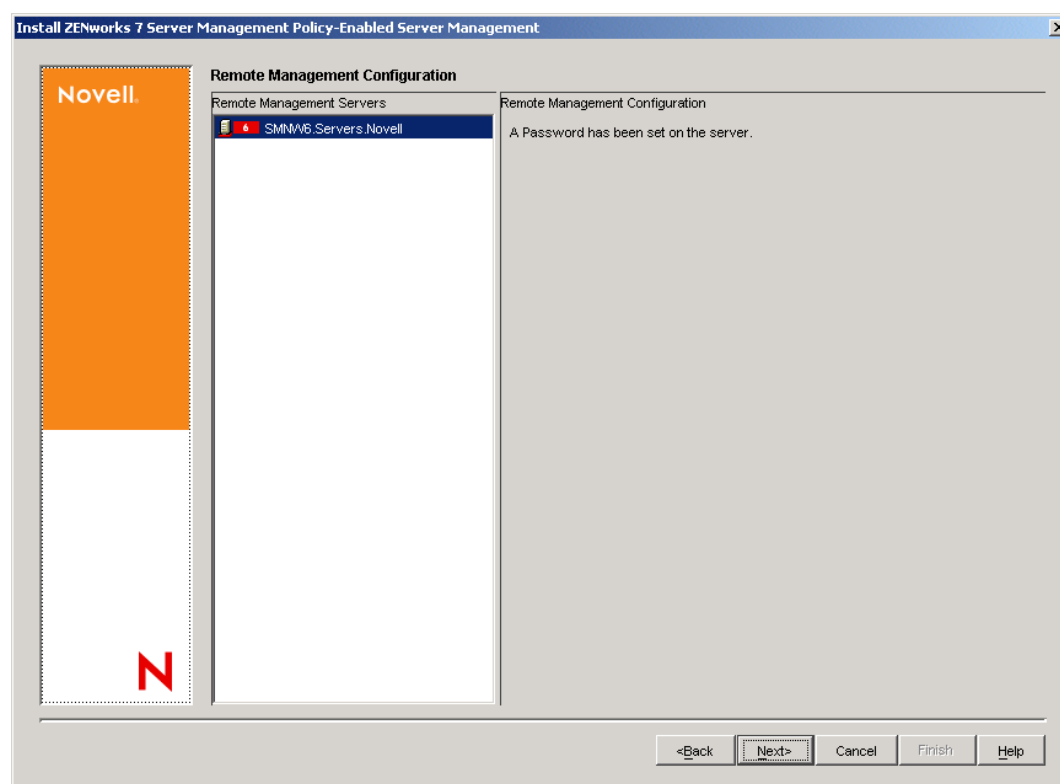 Install ZENworks 7 Server Management Policy-Enabled Server Management
Novell.
Remote Management Configuration
Remote Management Servers
Remote Management Configuration
6 SMNW6.Servers.Novell
A Password has been set on the server.
N
<Back Next> Cancel Finish Help